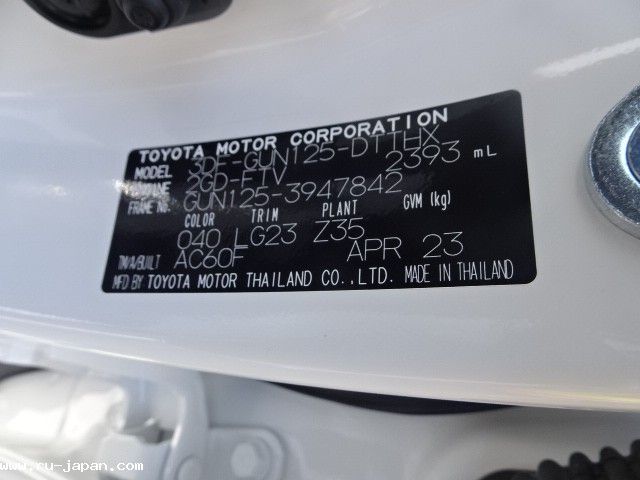 TOYOTA MOTOR CORPORATION
MODEL 3DF-GUN125-DTTHX
ENGINE 2GD-FTV 2393 mL
FRAME No. GUN125-3947842
COLOR TRIM PLANT GVM (kg)
040 LG23 Z35
TM/A/BUILT AC60F APR 23
MFD BY TOYOTA MOTOR THAILAND CO.,LTD. MADE IN THAILAND
www.ru-japan.com